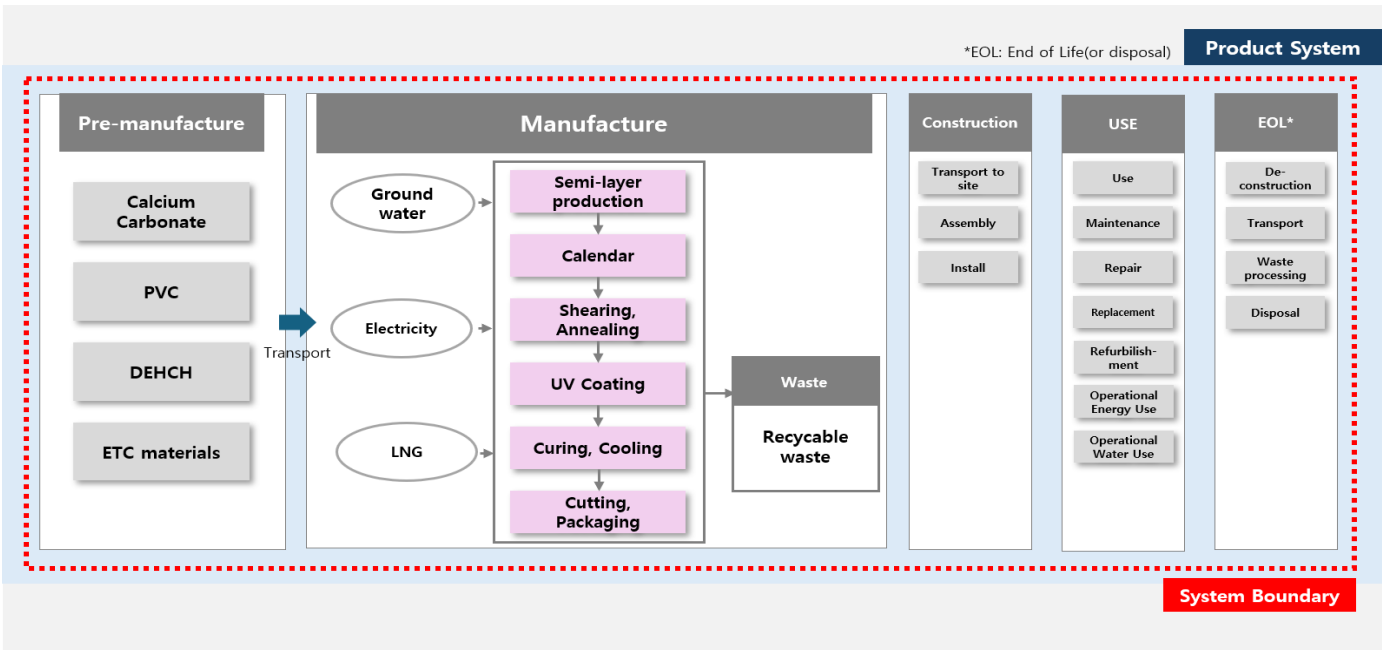 *EOL: End of Life(or disposal)
Product System
Pre-manufacture
Calcium
Carbonate
PVC
DEHCH
ETC materials
Transport
Manufacture
Ground
water
Electricity
LNG
Semi-layer
production
Calendar
Shearing,
Annealing
UV Coating
Curing, Cooling
Cutting,
Packaging
Waste
Recycable
waste
Construction
Transport to
site
Assembly
Install
USE
Use
Maintenance
Repair
Replacement
Refurbilish-
ment
Operational
Energy Use
Operational
Water Use
EOL*
De-
construction
Transport
Waste
processing
Disposal
System Boundary